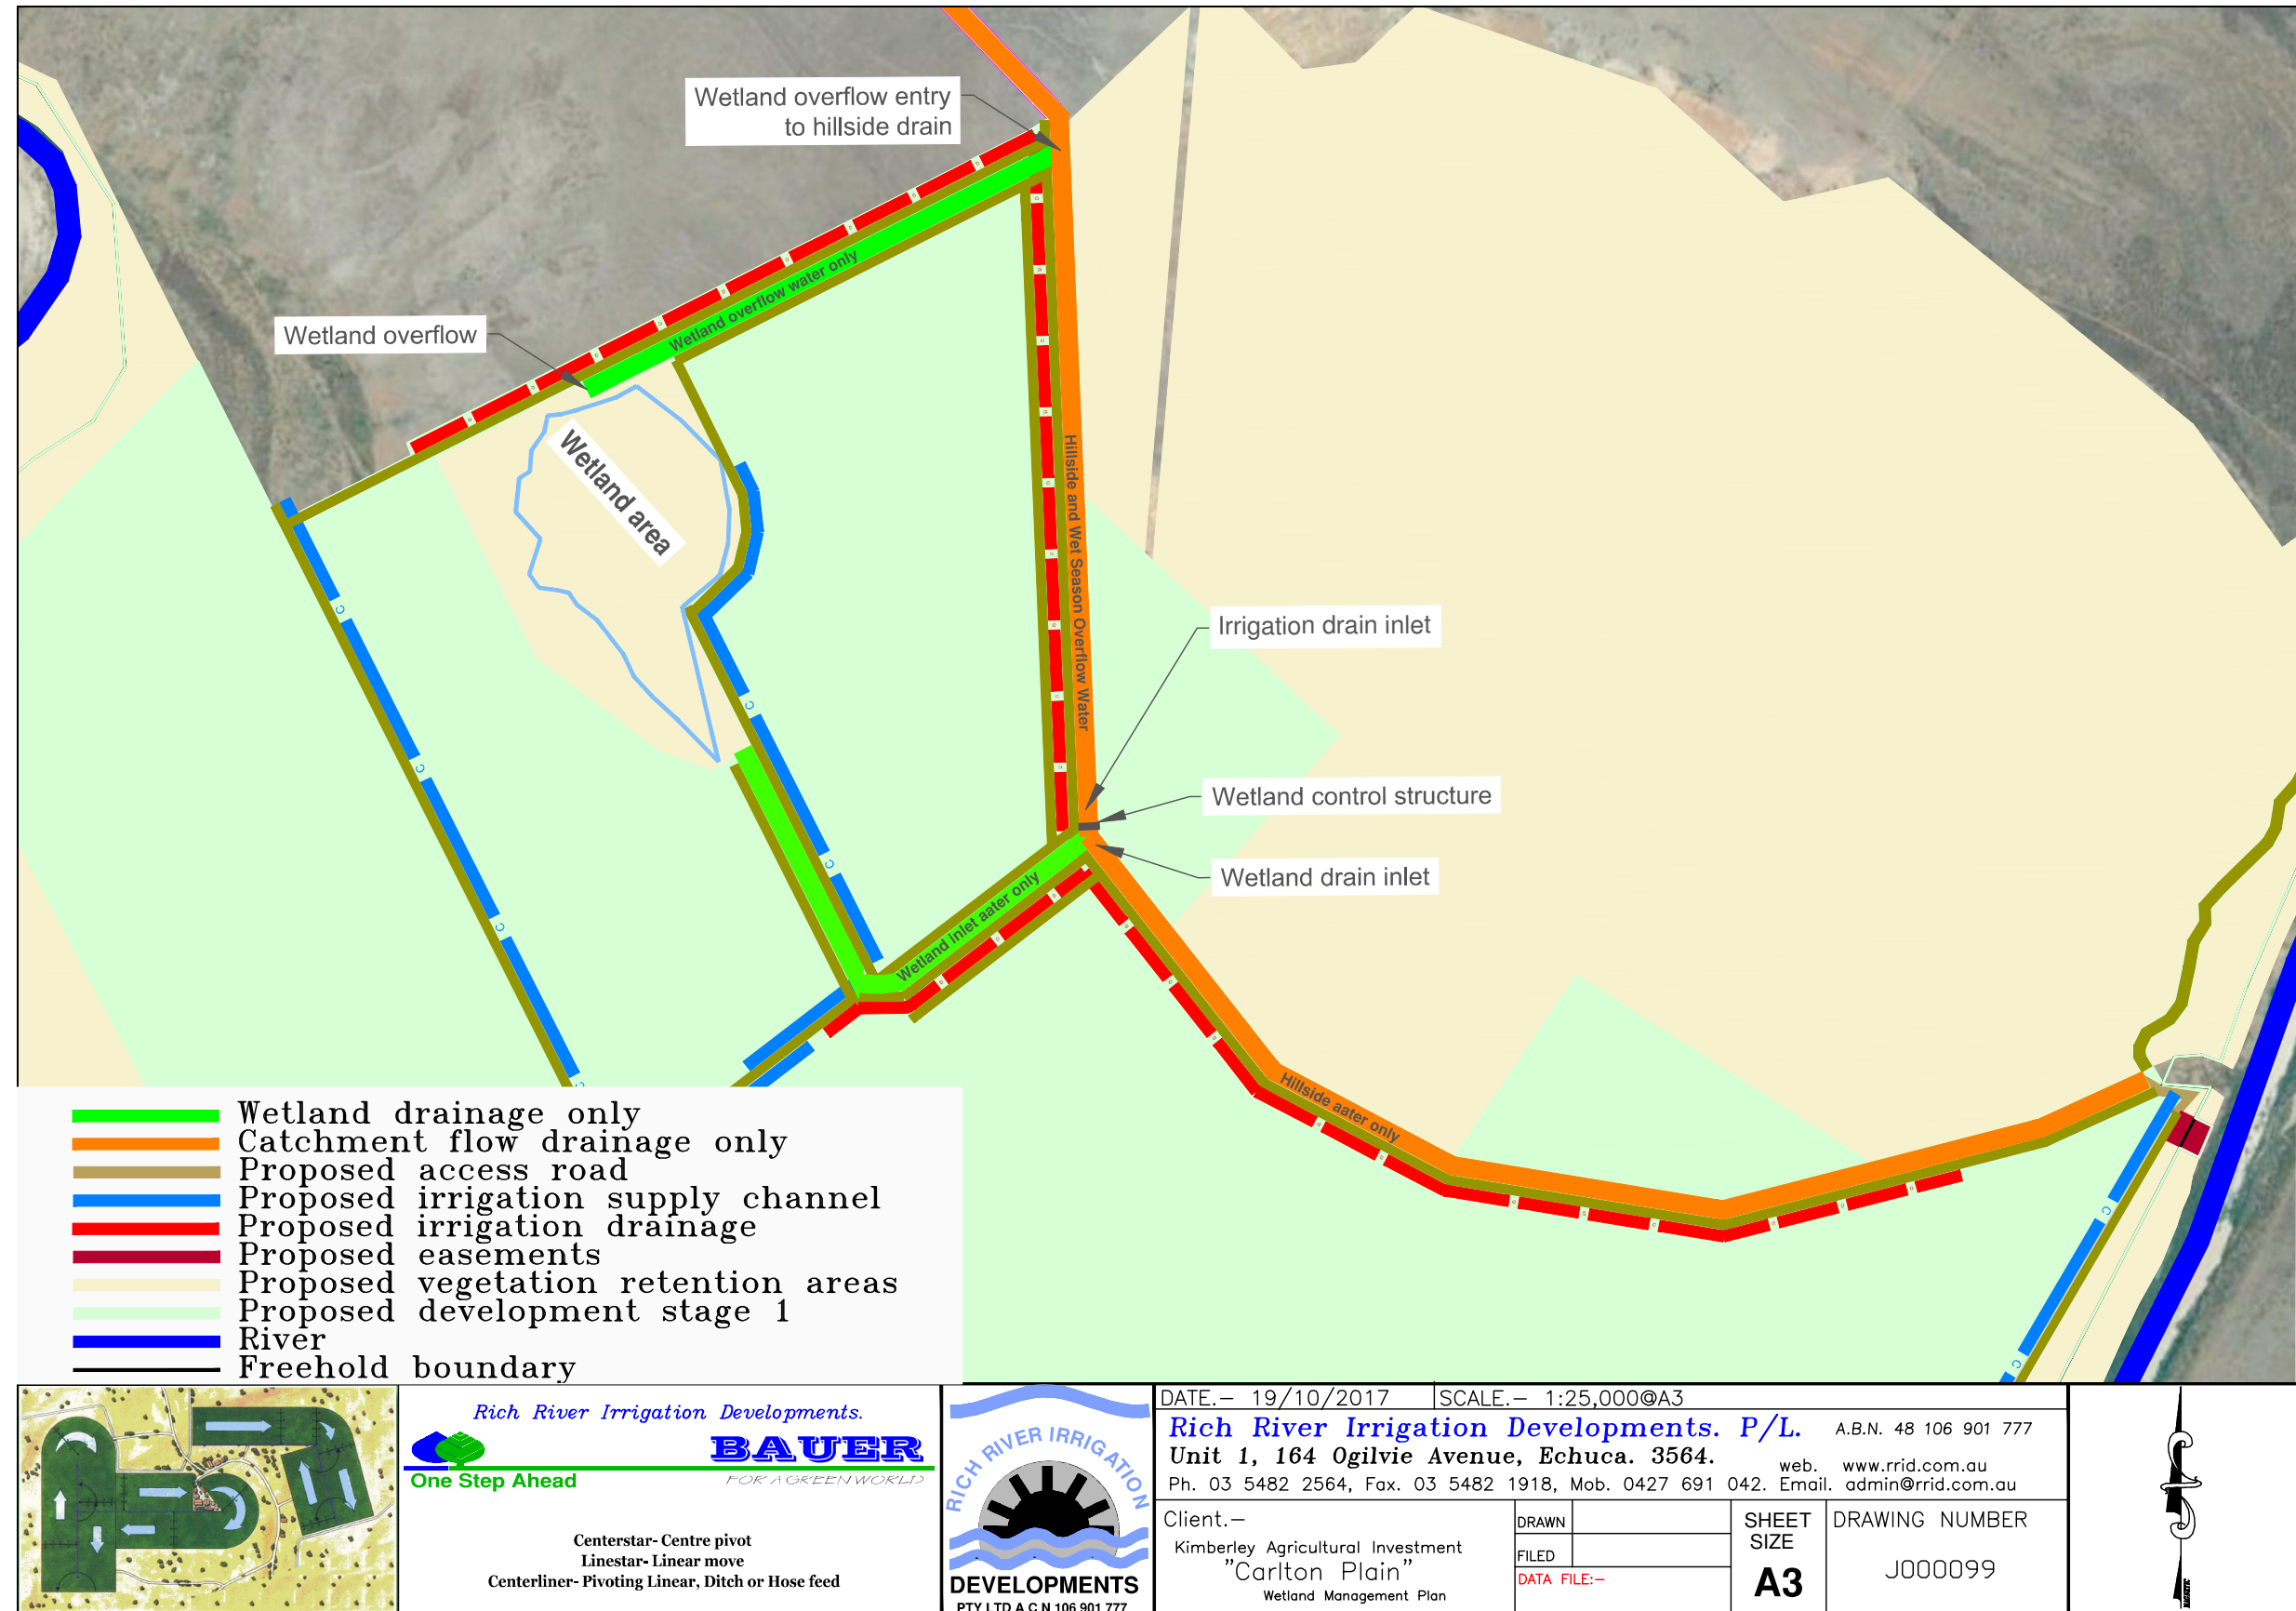 Wetland overflow entry
to hillside drain
Wetland overflow
Wetland overflow water only
Wetland area
Hillside and Wet Season Overflow Water
Irrigation drain inlet
Wetland control structure
Wetland drain inlet
Wetland inlet aater only
Hillside aater only
Wetland drainage only
Catchment flow drainage only
Proposed access road
Proposed irrigation supply channel
Proposed irrigation drainage
Proposed easements
Proposed vegetation retention areas
Proposed development stage 1
River
Freehold boundary
Rich River Irrigation Developments.
BAUER
One Step Ahead
FOR A GREEN WORLD
Centerstar- Centre pivot
Linestar- Linear move
Centerliner- Pivoting Linear, Ditch or Hose feed
RICH RIVER IRRIGATION
DEVELOPMENTS
PTY LTD A C N 106 901 777
DATE.- 19/10/2017 SCALE.- 1:25,000@A3
Rich River Irrigation Developments. P/L. A.B.N. 48 106 901 777
Unit 1, 164 Ogilvie Avenue, Echuca. 3564. web. www.rrid.com.au
Ph. 03 5482 2564, Fax. 03 5482 1918, Mob. 0427 691 042. Email. admin@rrid.com.au
Client.-
Kimberley Agricultural Investment
"Carlton Plain"
Wetland Management Plan
DRAWN
FILED
DATA FILE:-
SHEET
SIZE
A3
DRAWING NUMBER
J000099